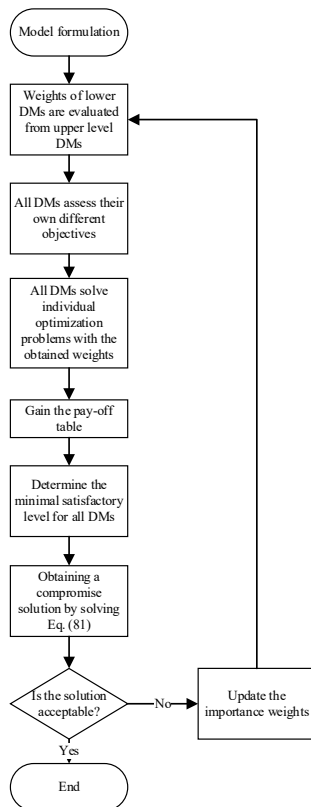 Model formulation
Weights of lower
DMs are evaluated
from upper level
DMs
All DMs assess their
own different
objectives
All DMs solve
individual
optimization
problems with the
obtained weights
Gain the pay-off
table
Determine the
minimal satisfactory
level for all DMs
Obtaining a
compromise
solution by solving
Eq. (81)
Is the solution
acceptable?
No
Update the
importance weights
Yes
End